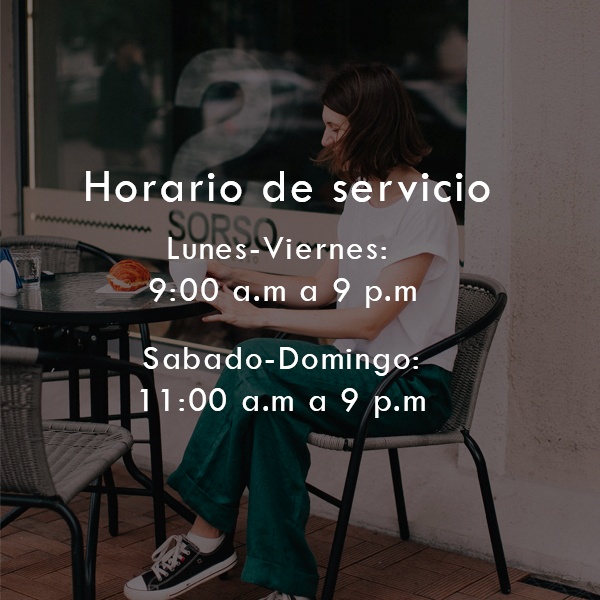 Horario de servicio
SORSO
Lunes-Viernes:
9:00 a.m a 9 p.m
Sabado-Domingo:
11:00 a.m a 9 p.m